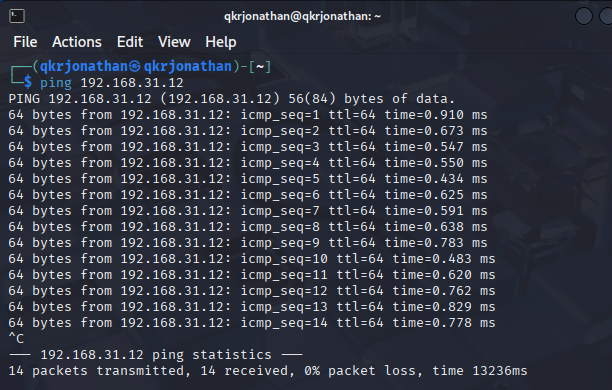 qkrjonathan@qkrjonathan: ~
File Actions Edit View Help
┌──(qkrjonathan㉿qkrjonathan)-[~]
└─$ ping 192.168.31.12
PING 192.168.31.12 (192.168.31.12) 56(84) bytes of data.
64 bytes from 192.168.31.12: icmp_seq=1 ttl=64 time=0.910 ms
64 bytes from 192.168.31.12: icmp_seq=2 ttl=64 time=0.673 ms
64 bytes from 192.168.31.12: icmp_seq=3 ttl=64 time=0.547 ms
64 bytes from 192.168.31.12: icmp_seq=4 ttl=64 time=0.550 ms
64 bytes from 192.168.31.12: icmp_seq=5 ttl=64 time=0.434 ms
64 bytes from 192.168.31.12: icmp_seq=6 ttl=64 time=0.625 ms
64 bytes from 192.168.31.12: icmp_seq=7 ttl=64 time=0.591 ms
64 bytes from 192.168.31.12: icmp_seq=8 ttl=64 time=0.638 ms
64 bytes from 192.168.31.12: icmp_seq=9 ttl=64 time=0.783 ms
64 bytes from 192.168.31.12: icmp_seq=10 ttl=64 time=0.483 ms
64 bytes from 192.168.31.12: icmp_seq=11 ttl=64 time=0.620 ms
64 bytes from 192.168.31.12: icmp_seq=12 ttl=64 time=0.762 ms
64 bytes from 192.168.31.12: icmp_seq=13 ttl=64 time=0.829 ms
64 bytes from 192.168.31.12: icmp_seq=14 ttl=64 time=0.778 ms
^C
--- 192.168.31.12 ping statistics ---
14 packets transmitted, 14 received, 0% packet loss, time 13236ms